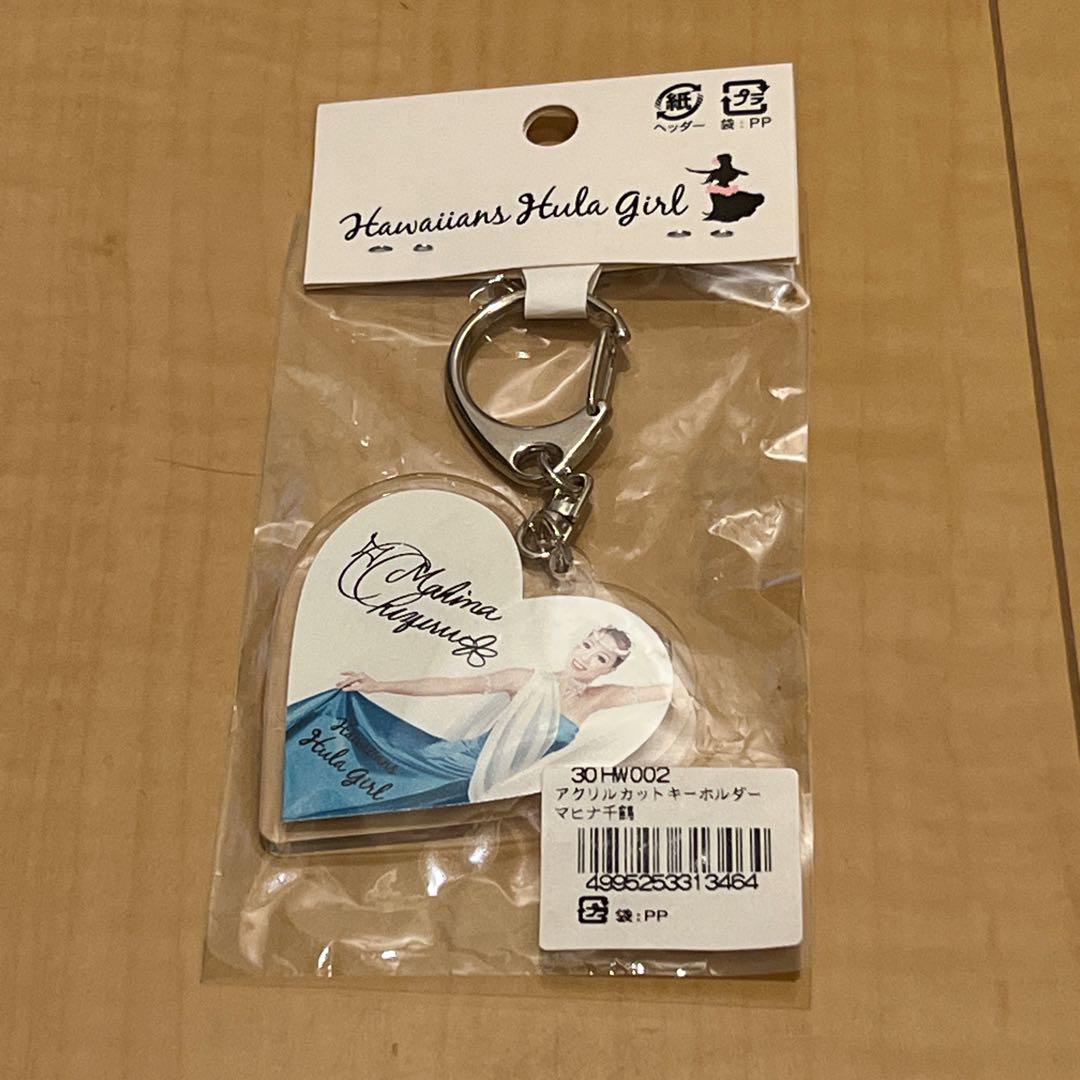 紙
ヘッダー
プラ
袋:PP
Hawaiians Hula Girl
Mahina
Chizuru
Hawaiians
Hula Girl
30HW002
アクリルカットキーホルダー
マヒナ千鶴
4995253313464
プラ
袋:PP